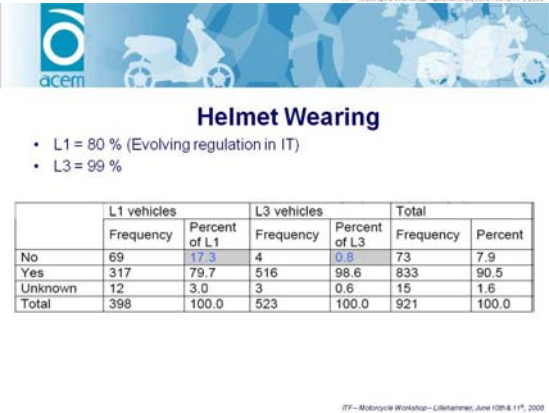 acem
Helmet Wearing
• L1 = 80 % (Evolving regulation in IT)
• L3 = 99 %
L1 vehicles L3 vehicles Total
Frequency Percent of L1 Frequency Percent of L3 Frequency Percent
No 69 17.3 4 0.8 73 7.9
Yes 317 79.7 516 98.6 833 90.5
Unknown 12 3.0 3 0.6 15 1.6
Total 398 100.0 523 100.0 921 100.0
ITF – Motorcycle Workshop – Lillehammer, June 10th & 11th, 2008